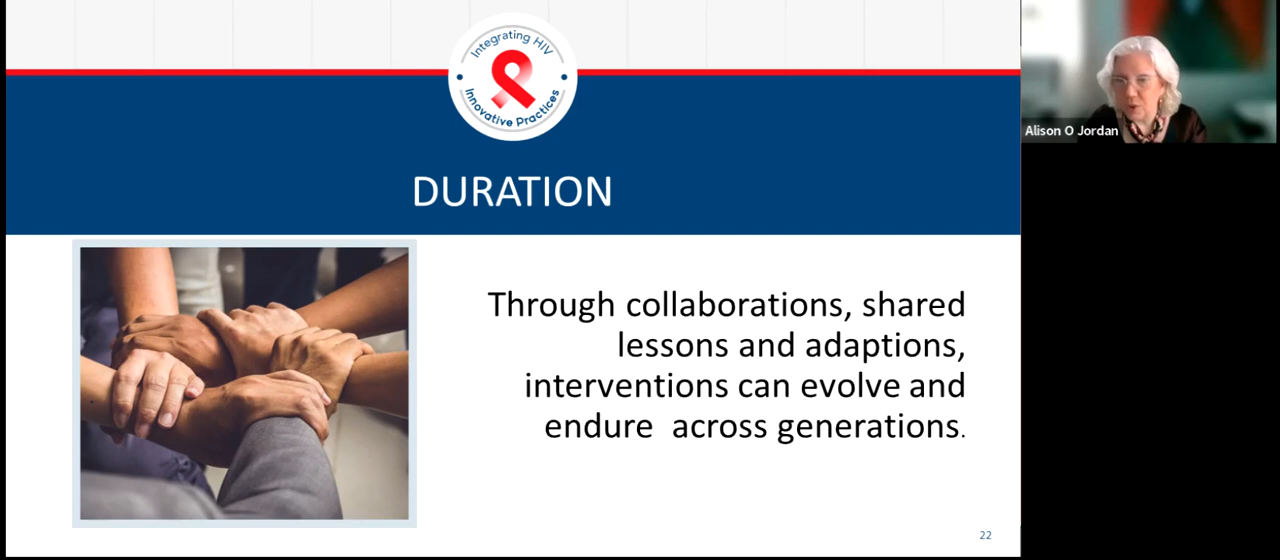 Integrating HIV
Innovative Practices
Alison O Jordan
DURATION
Through collaborations, shared
lessons and adaptions,
interventions can evolve and
endure  across generations.
22